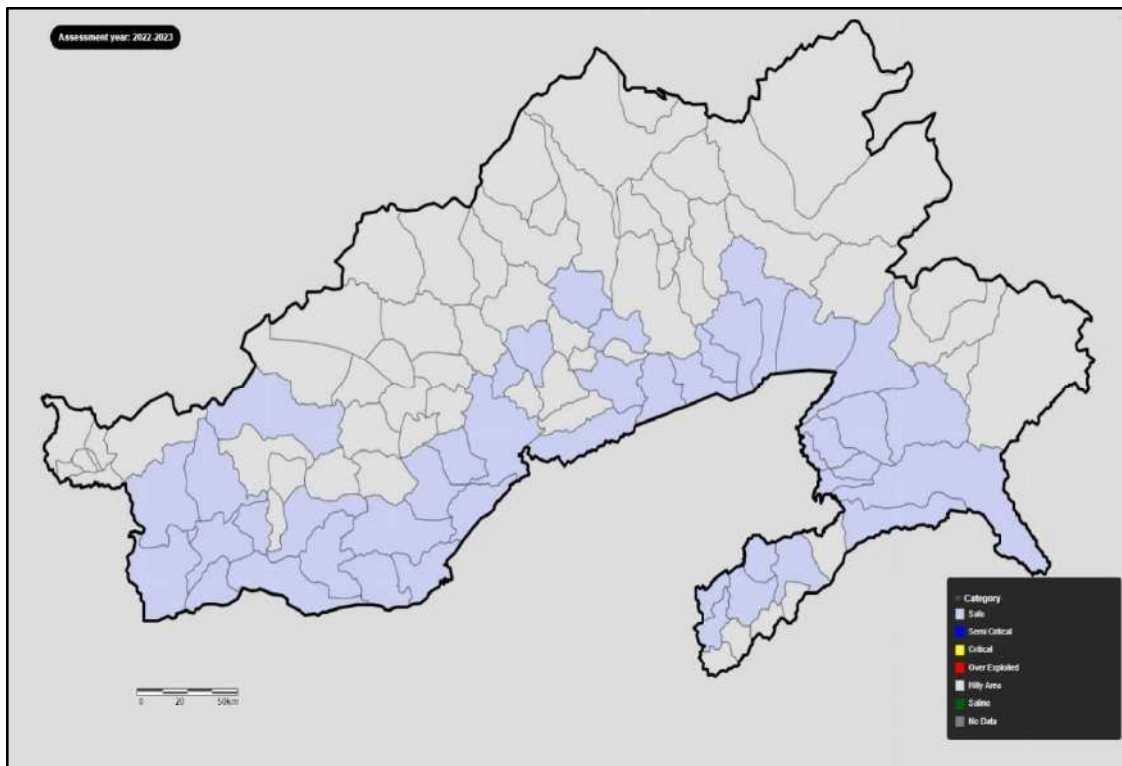 Assessment year: 2022-2023
0 20 50km
Category
Safe
Semi Critical
Critical
Over Exploited
Hilly Area
Saline
No Data